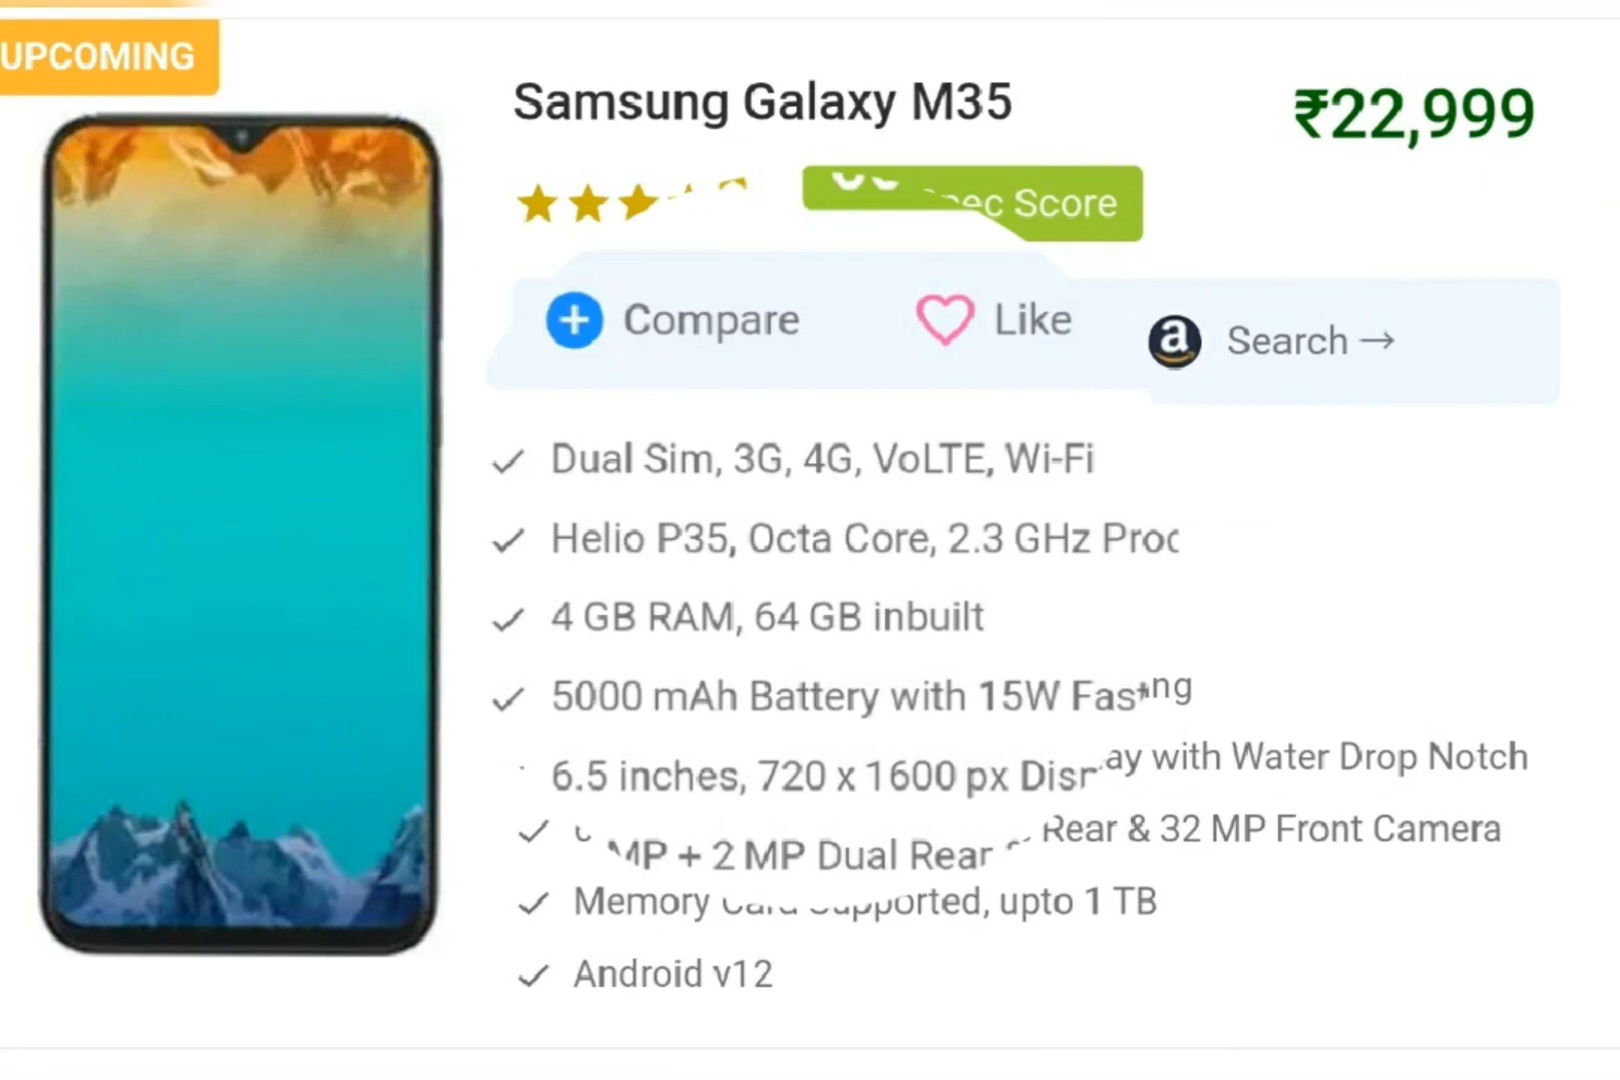 UPCOMING
Samsung Galaxy M35
₹22,999
Score
Compare
Like
a Search →
Dual Sim, 3G, 4G, VoLTE, Wi-Fi
Helio P35, Octa Core, 2.3 GHz
4 GB RAM, 64 GB inbuilt
5000 mAh Battery with 15W
6.5 inches, 720 x 1600 px with Water Drop Notch
MP + 2 MP Dual Rear Rear & 32 MP Front Camera
Memory upto 1 TB
Android v12